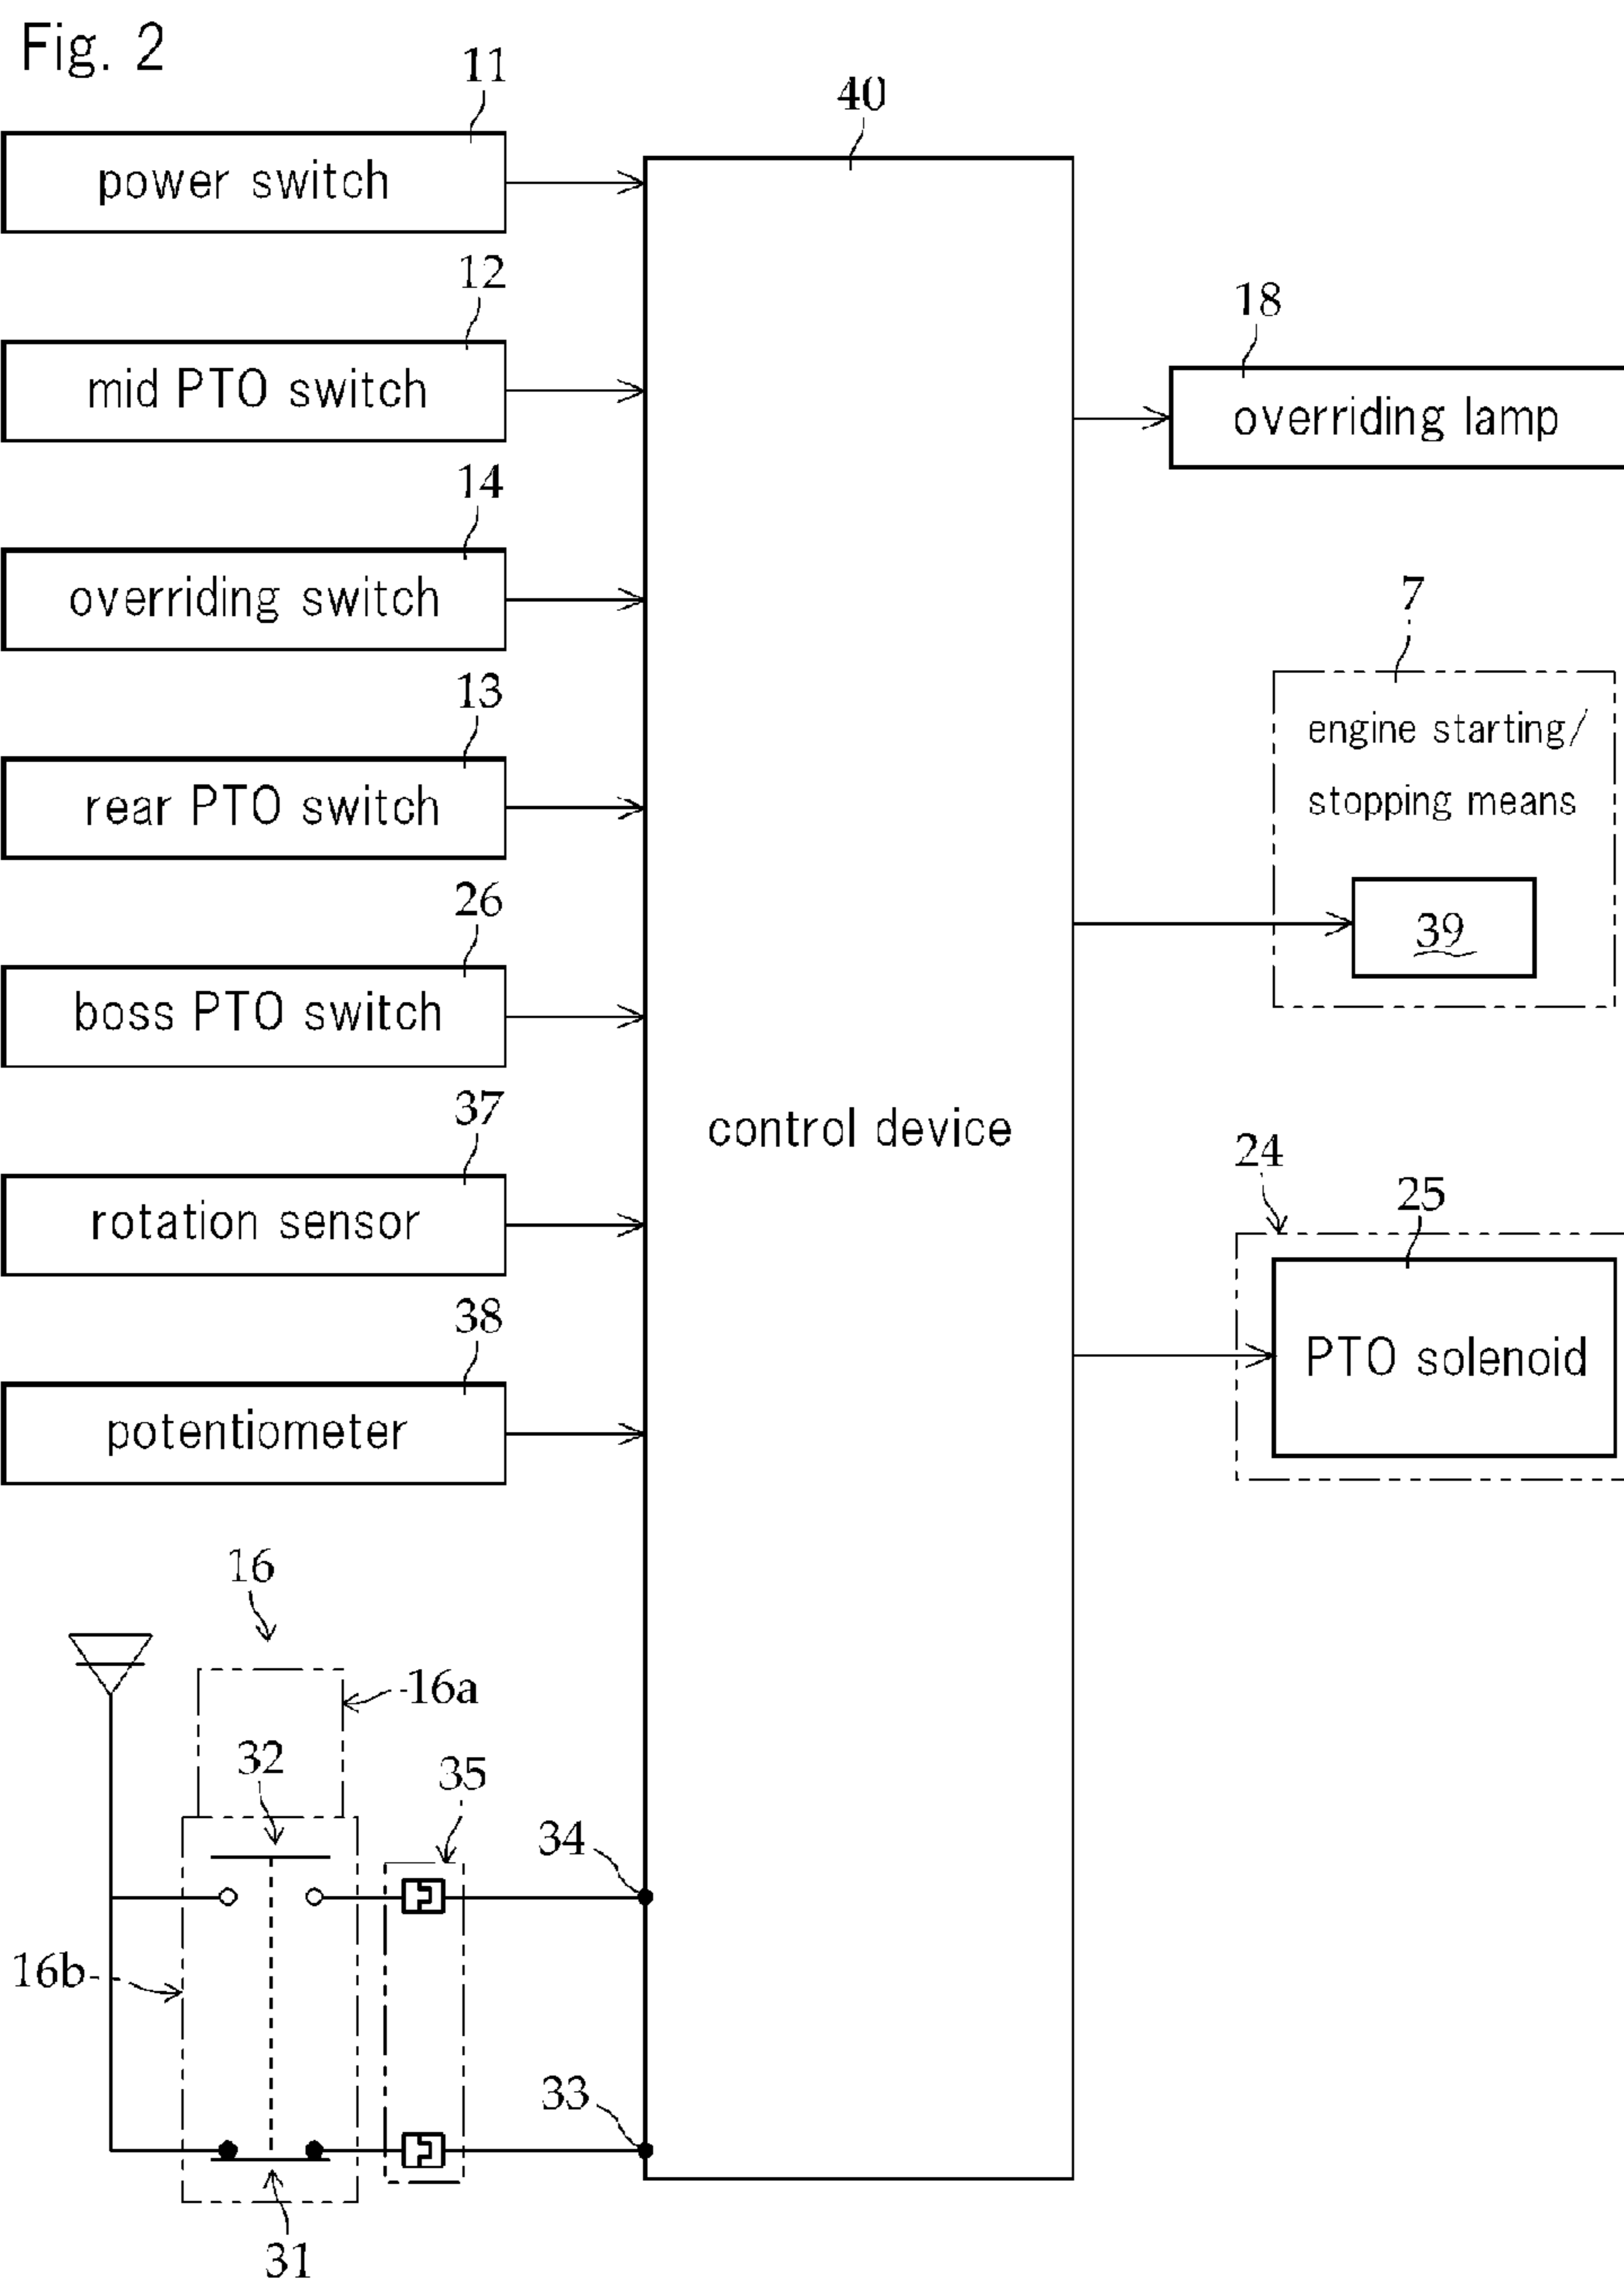 Fig. 2
11
power switch
12
mid PTO switch
14
overriding switch
13
rear PTO switch
26
boss PTO switch
37
rotation sensor
38
potentiometer
40
control device
18
overriding lamp
7
engine starting/
stopping means
39
24
25
PTO solenoid
16
16a
32
35
34
16b
33
31